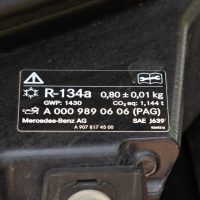 R-134a 0,80 ± 0,01 kg
GWP: 1430 CO₂ eq: 1,144 t
A 000 989 06 06 (PAG)
Mercedes-Benz AG SAE J639
A 907 817 45 00